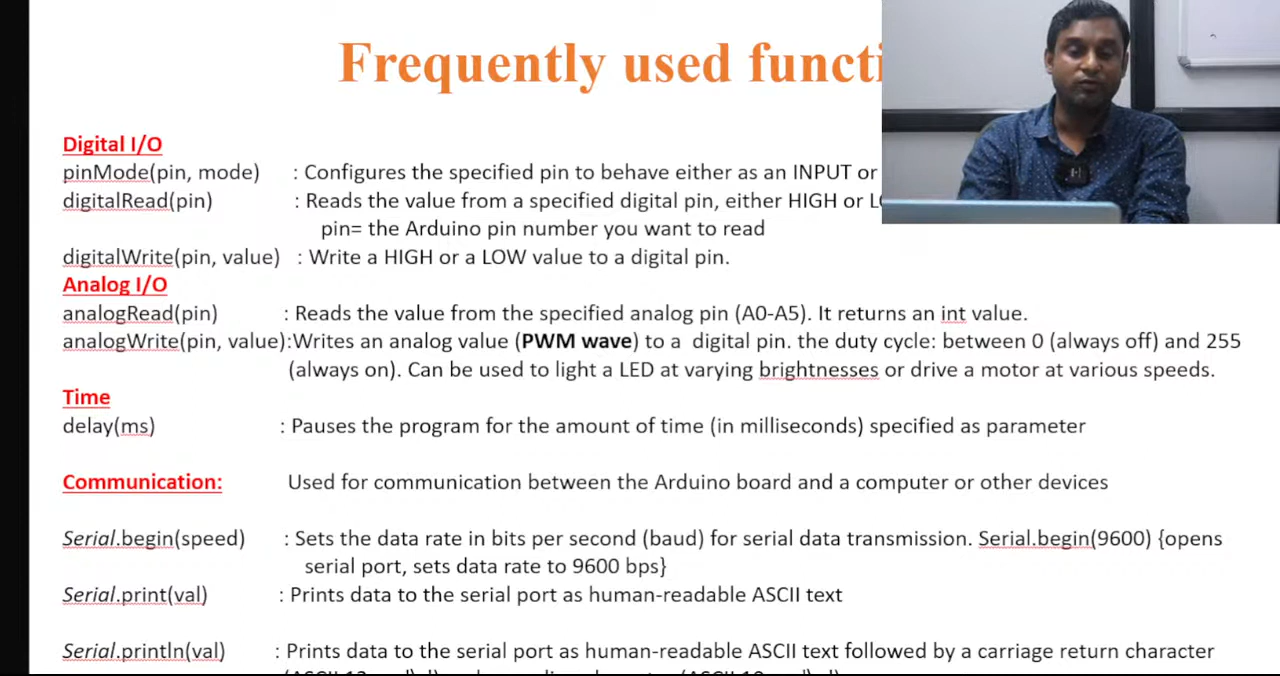 Frequently used functi
Digital I/O
pinMode(pin, mode) : Configures the specified pin to behave either as an INPUT or
digitalRead(pin) : Reads the value from a specified digital pin, either HIGH or LO
pin= the Arduino pin number you want to read
digitalWrite(pin, value) : Write a HIGH or a LOW value to a digital pin.
Analog I/O
analogRead(pin) : Reads the value from the specified analog pin (A0-A5). It returns an int value.
analogWrite(pin, value):Writes an analog value (PWM wave) to a digital pin. the duty cycle: between 0 (always off) and 255
(always on). Can be used to light a LED at varying brightnesses or drive a motor at various speeds.
Time
delay(ms) : Pauses the program for the amount of time (in milliseconds) specified as parameter
Communication: Used for communication between the Arduino board and a computer or other devices
Serial.begin(speed) : Sets the data rate in bits per second (baud) for serial data transmission. Serial.begin(9600) {opens
serial port, sets data rate to 9600 bps}
Serial.print(val) : Prints data to the serial port as human-readable ASCII text
Serial.println(val) : Prints data to the serial port as human-readable ASCII text followed by a carriage return character